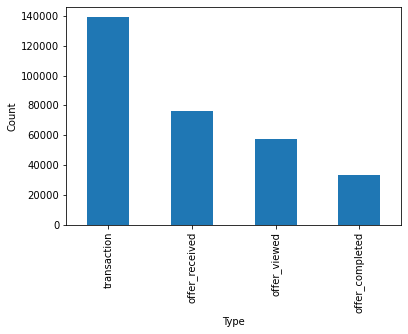 140000
120000
100000
80000
60000
40000
20000
0
Count
transaction
offer_received
offer_viewed
offer_completed
Type